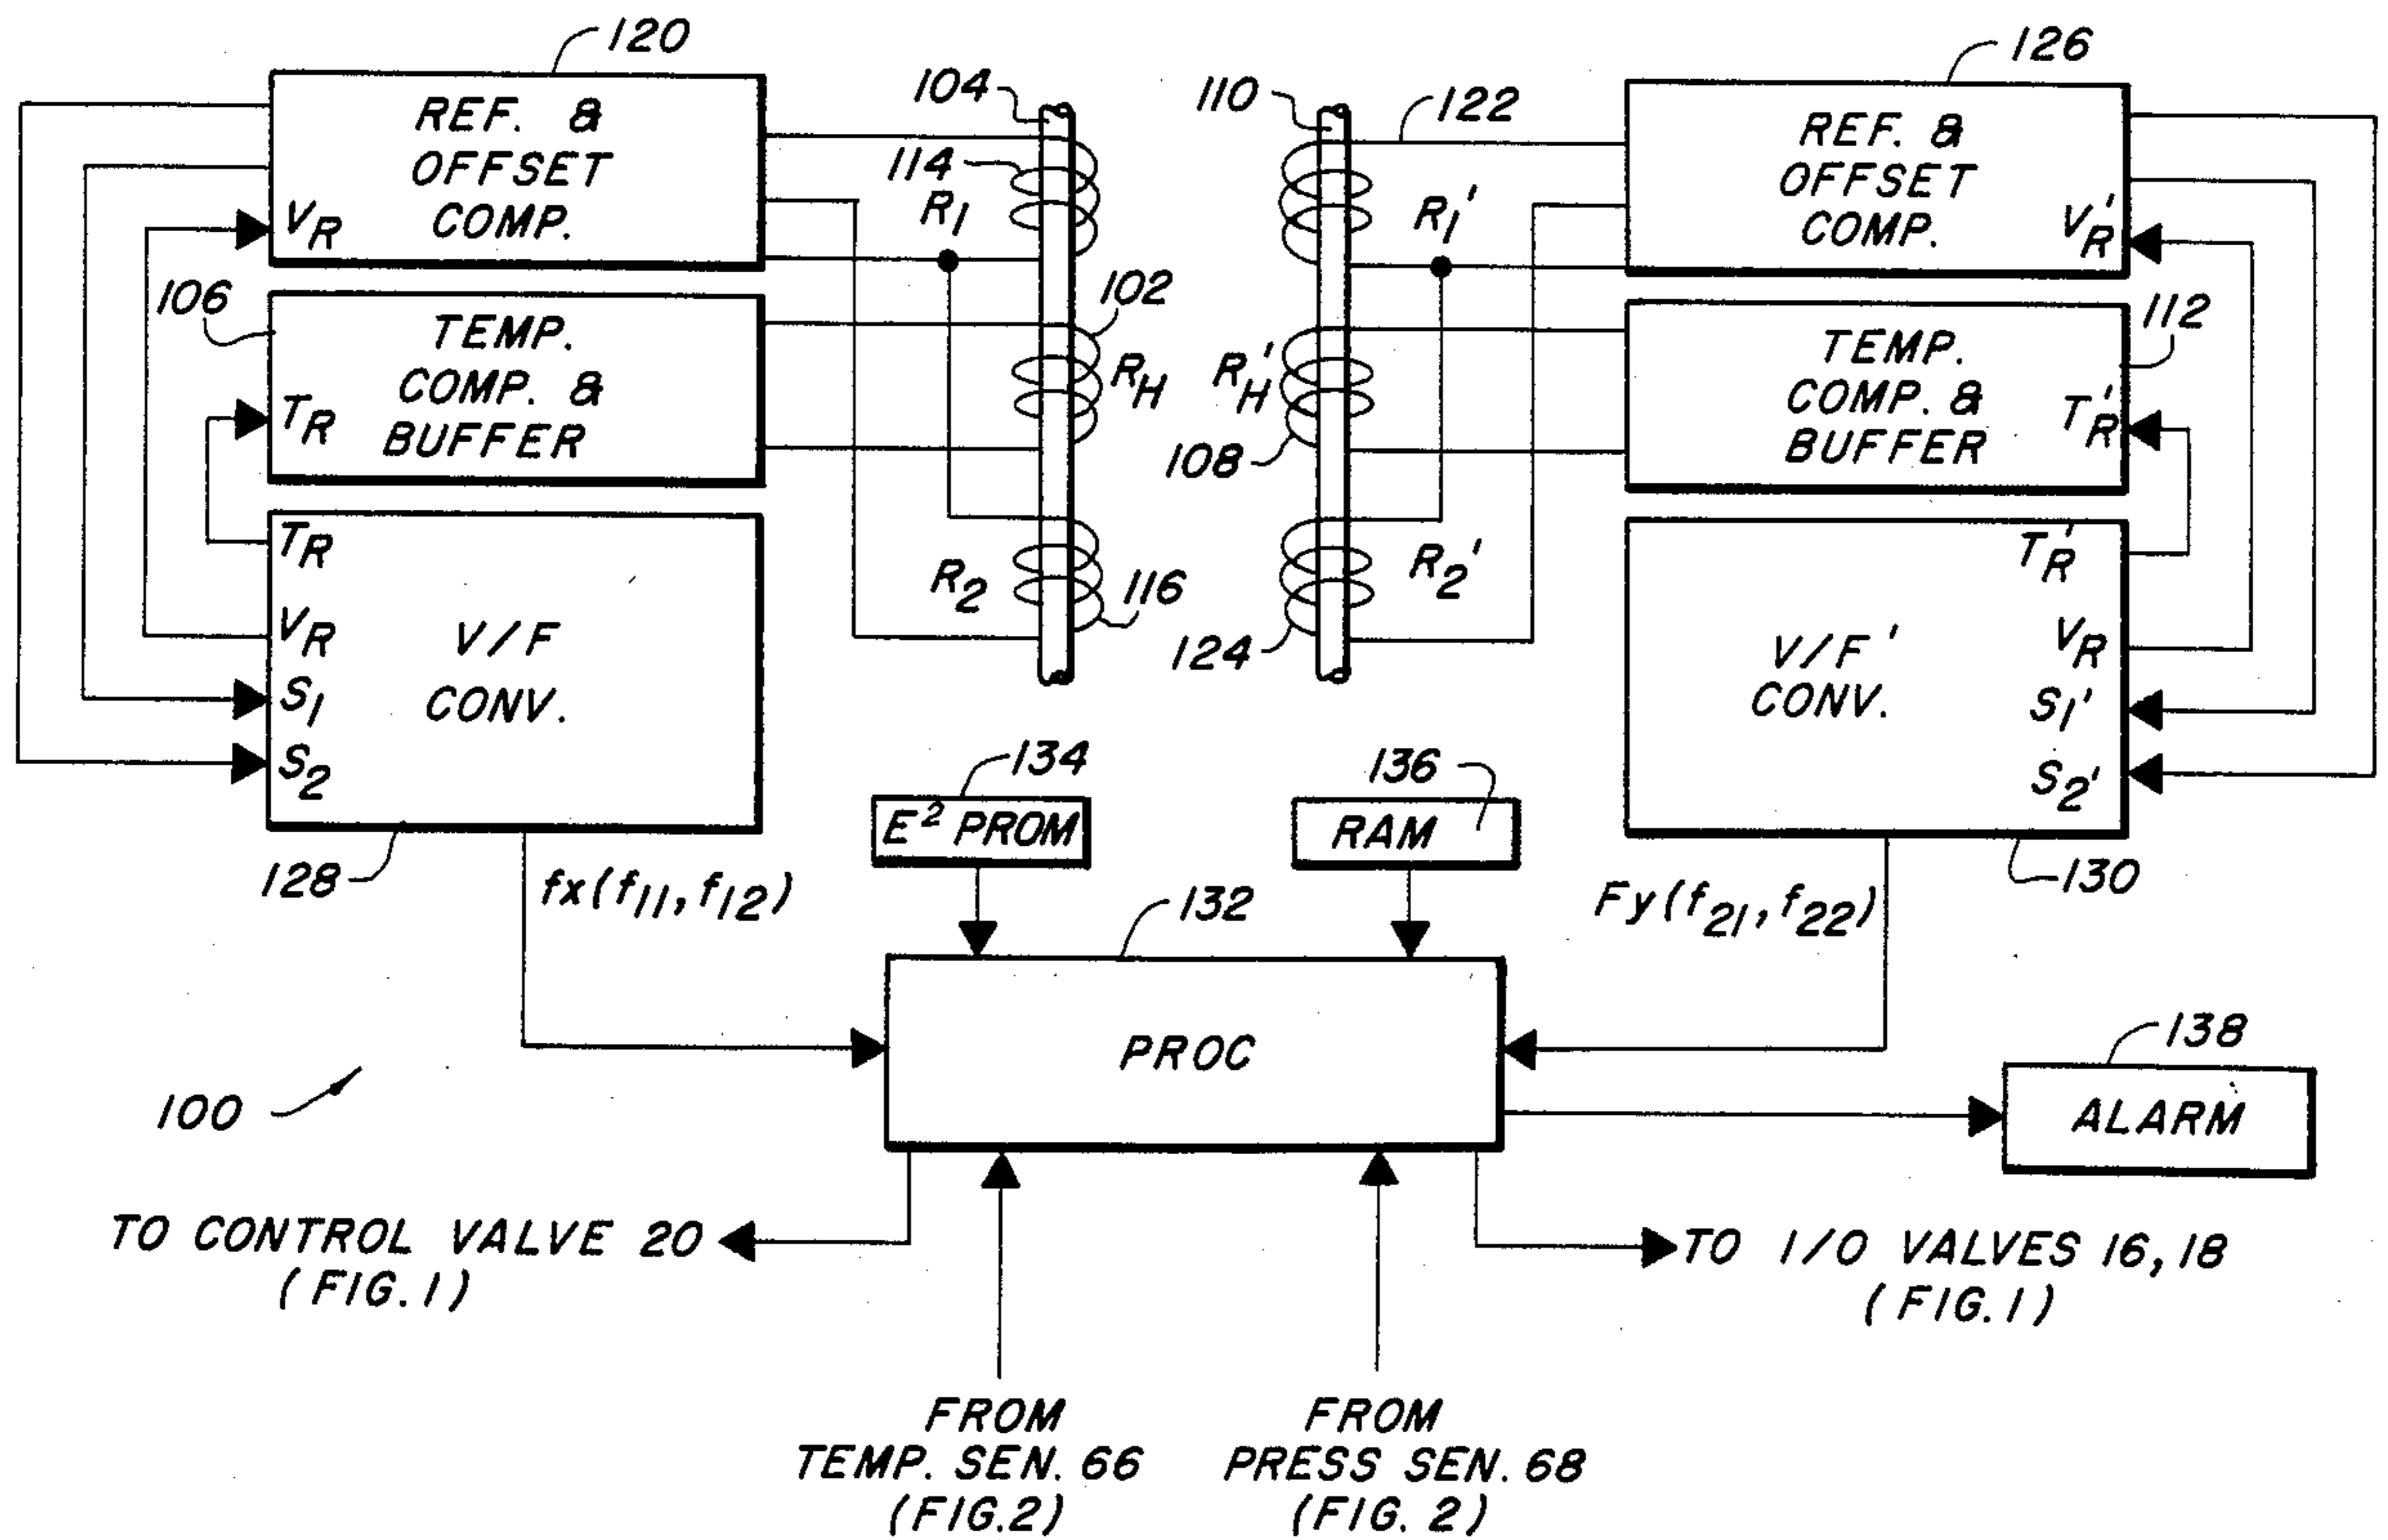 120
REF. &
OFFSET
COMP.
VR
106
TEMP.
COMP. &
BUFFER
TR
TR
VR
S1
S2
V/F
CONV.
128
fx(f11, f12)
104
114
R1
102
RH
R2
116
110
122
R1'
RH'
108
R2'
124
126
REF. &
OFFSET
COMP.
VR'
112
TEMP.
COMP. &
BUFFER
TR'
TR'
VR
S1'
S2'
V/F'
CONV.
130
Fy(f21, f22)
134
E² PROM
136
RAM
132
PROC
138
ALARM
100
TO CONTROL VALVE 20
(FIG. 1)
TO I/O VALVES 16, 18
(FIG. 1)
FROM
TEMP. SEN. 66
(FIG. 2)
FROM
PRESS SEN. 68
(FIG. 2)